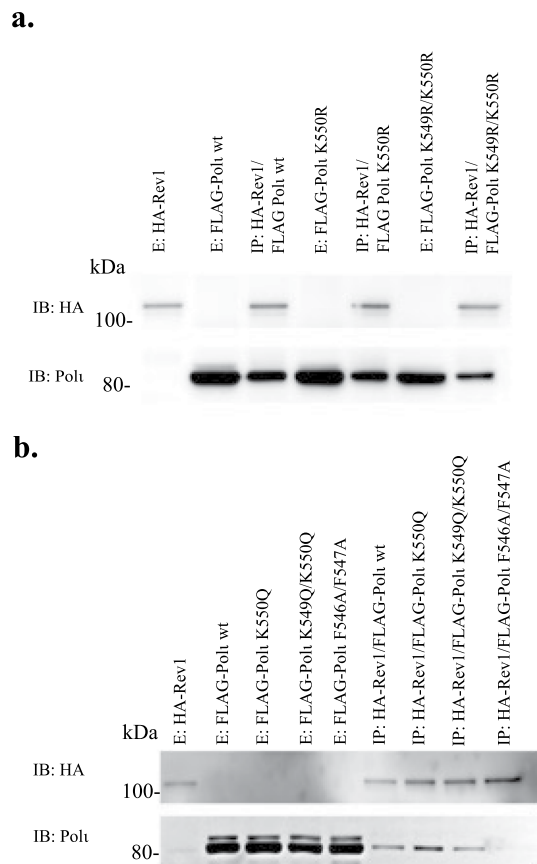 a.
E: HA-Rev1
E: FLAG-Polι wt
IP: HA-Rev1/
FLAG Polι wt
E: FLAG-Polι K550R
IP: HA-Rev1/
FLAG Polι K550R
E: FLAG-Polι K549R/K550R
IP: HA-Rev1/
FLAG-Polι K549R/K550R
kDa
IB: HA
100-
IB: Polι
80-
b.
E: HA-Rev1
E: FLAG-Polι wt
E: FLAG-Polι K550Q
E: FLAG-Polι K549Q/K550Q
E: FLAG-Polι F546A/F547A
IP: HA-Rev1/FLAG-Polι wt
IP: HA-Rev1/FLAG-Polι K550Q
IP: HA-Rev1/FLAG-Polι K549Q/K550Q
IP: HA-Rev1/FLAG-Polι F546A/F547A
kDa
IB: HA
100-
IB: Polι
80-